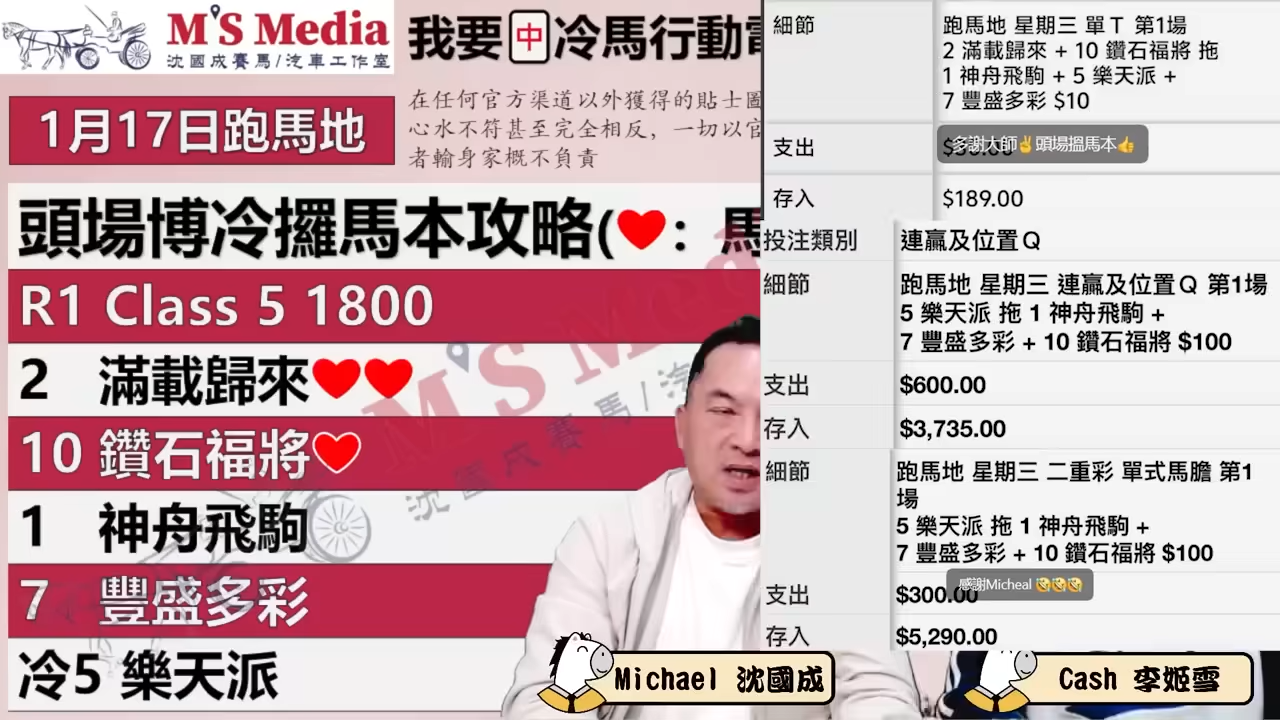 M'S Media
沈國成賽馬/汽車工作室
我要🀄冷馬行動電
1月17日跑馬地
在任何官方渠道以外獲得的貼士圖
心水不符甚至完全相反，一切以官
者輸身家概不負責
頭場博冷攞馬本攻略(❤️：馬
R1 Class 5 1800
2 滿載歸來❤️❤️
10 鑽石福將❤️
1 神舟飛駒
7 豐盛多彩
冷5 樂天派
M'S Media
沈國成賽馬/汽
細節
跑馬地 星期三 單T 第1場
2 滿載歸來 + 10 鑽石福將 拖
1 神舟飛駒 + 5 樂天派 +
7 豐盛多彩 $10
支出
多謝大師✌️頭場搵馬本👍
存入
$189.00
投注類別
連贏及位置Q
細節
跑馬地 星期三 連贏及位置Q 第1場
5 樂天派 拖 1 神舟飛駒 +
7 豐盛多彩 + 10 鑽石福將 $100
支出
$600.00
存入
$3,735.00
細節
跑馬地 星期三 二重彩 單式馬膽 第1
場
5 樂天派 拖 1 神舟飛駒 +
7 豐盛多彩 + 10 鑽石福將 $100
感謝Micheal
支出
$300.00
存入
$5,290.00
Michael 沈國成
Cash 李姬雪